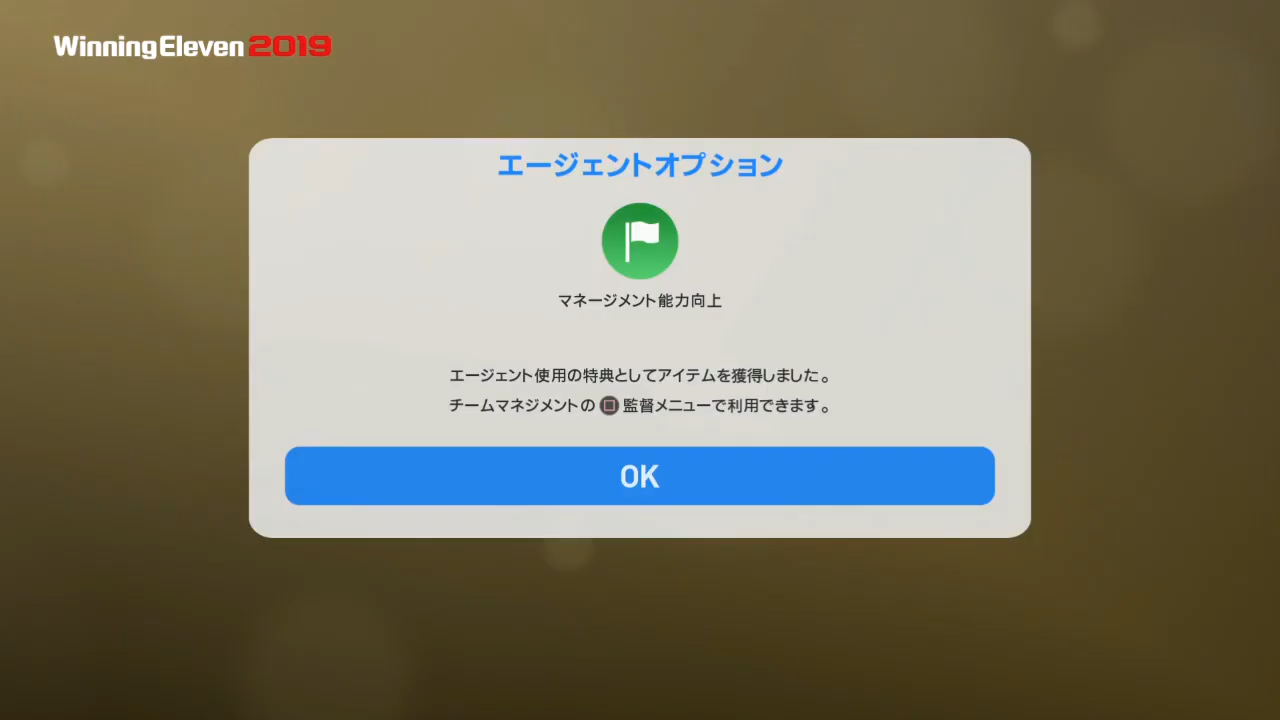 WinningEleven 2019
エージェントオプション
マネージメント能力向上
エージェント使用の特典としてアイテムを獲得しました。
チームマネジメントの 監督メニューで利用できます。
OK